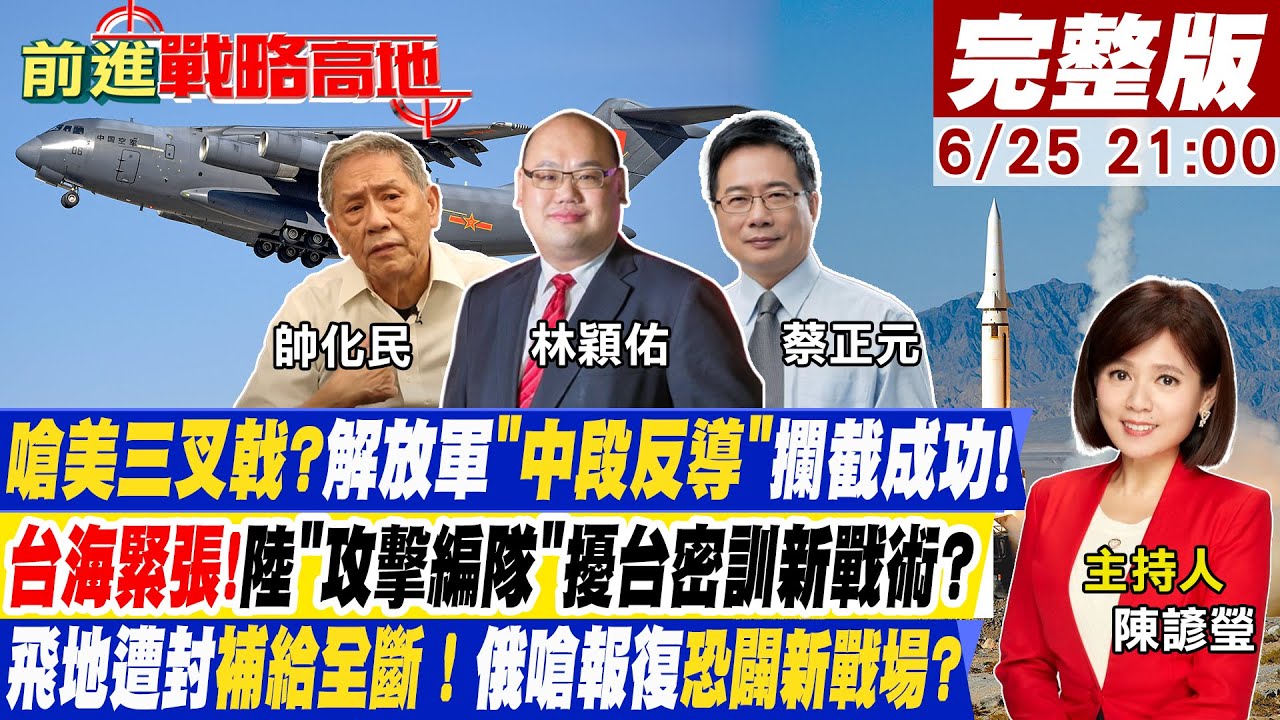 前進戰略高地
完整版
6/25 21:00
中国空军
帥化民
林穎佑
蔡正元
嗆美三叉戟?解放軍"中段反導"攔截成功!
台海緊張!陸"攻擊編隊"擾台密訓新戰術?
飛地遭封補給全斷！俄嗆報復恐闢新戰場?
主持人
陳諺瑩